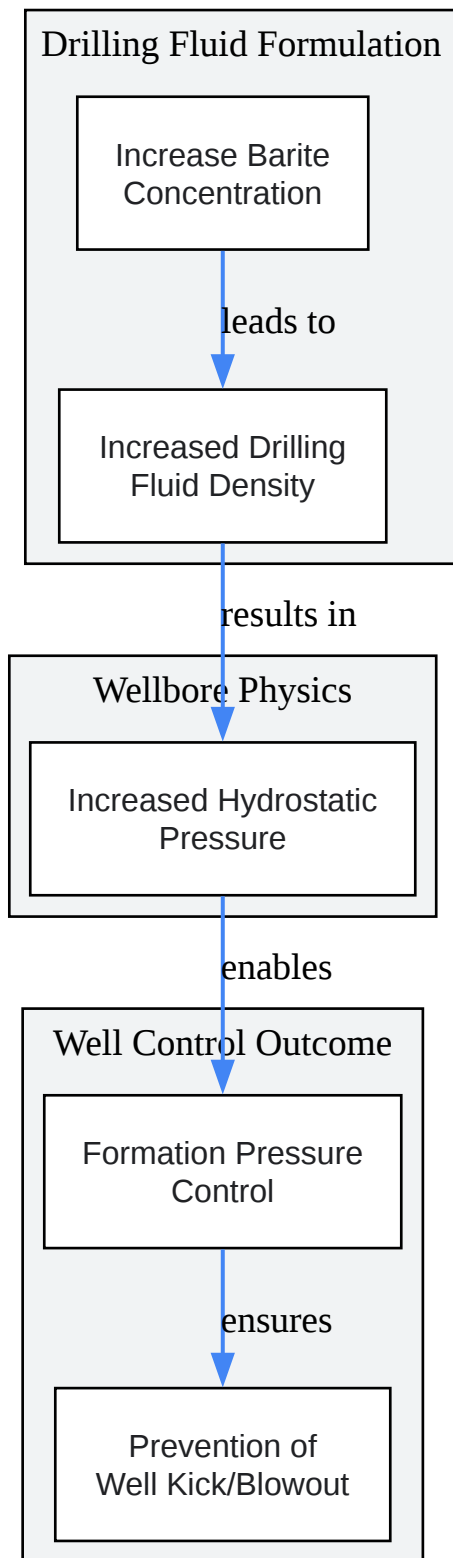 Drilling Fluid Formulation
Increase Barite
Concentration
leads to
Increased Drilling
Fluid Density
results in
Wellbore Physics
Increased Hydrostatic
Pressure
enables
Well Control Outcome
Formation Pressure
Control
ensures
Prevention of
Well Kick/Blowout